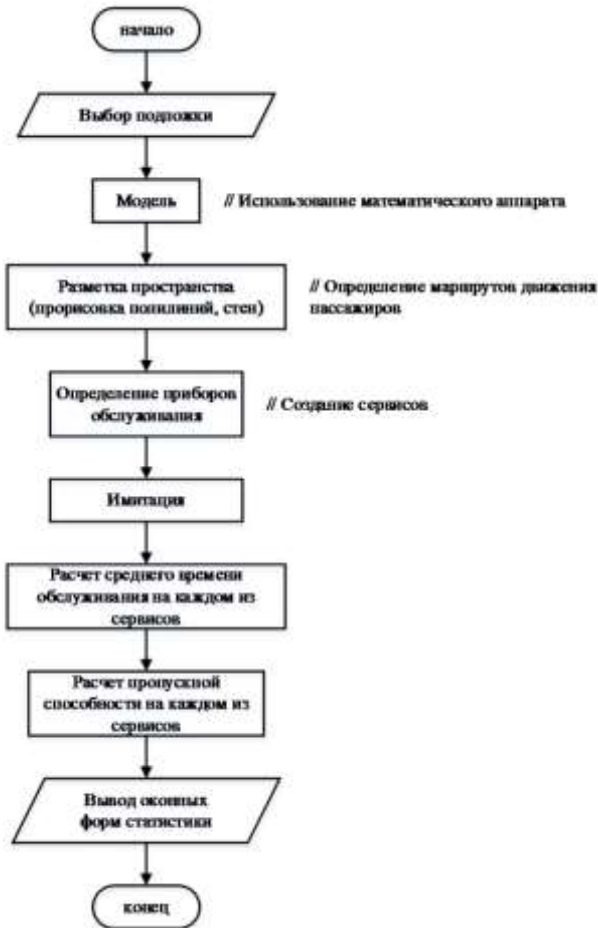 начало
Выбор подложки
Модель
// Использование математического аппарата
Разметка пространства
(прорисовка полилиний, стен)
// Определение маршрутов движения
пассажиров
Определение приборов
обслуживания
// Создание сервисов
Имитация
Расчет среднего времени
обслуживания на каждом из
сервисов
Расчет пропускной
способности на каждом из
сервисов
Вывод оконных
форм статистики
конец